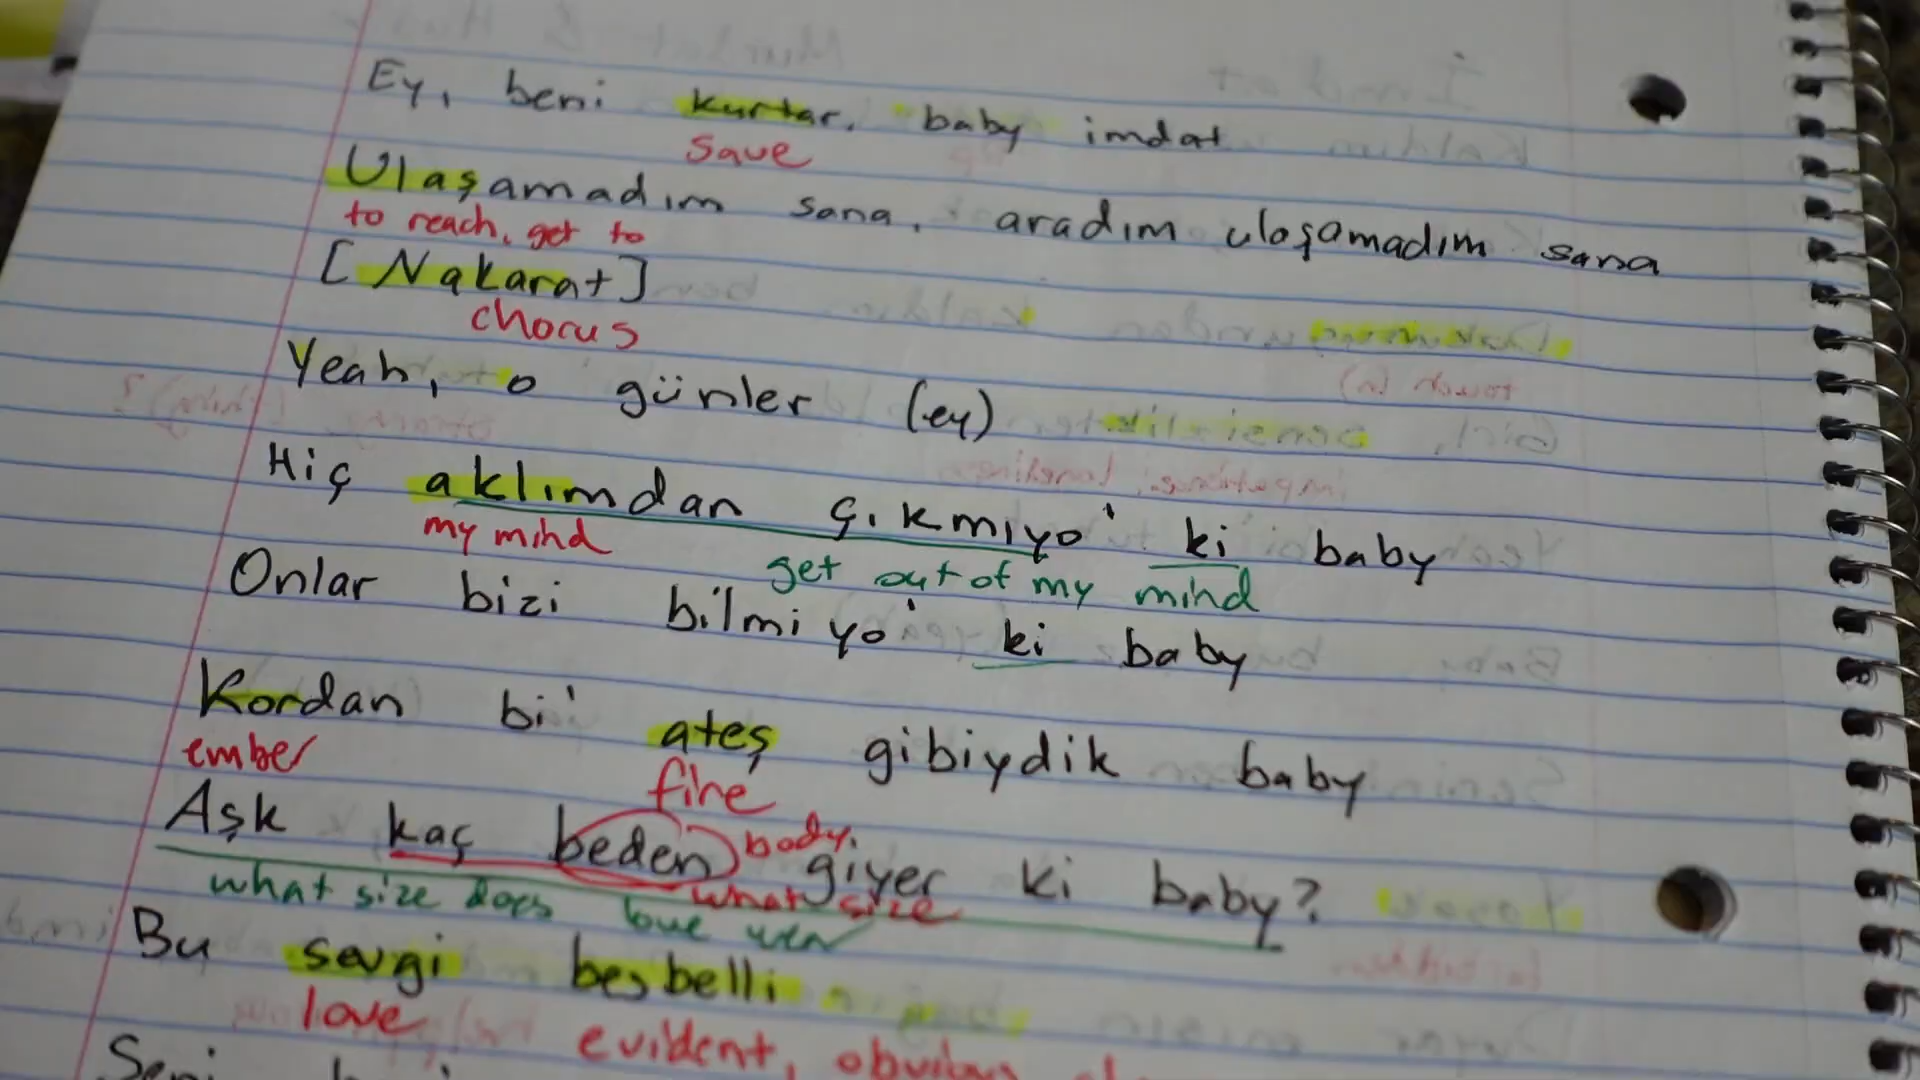 Ey, beni kurtar, baby imdat
save
Ulaşamadım sana, aradım ulaşamadım sana
to reach, get to
[Nakarat]
chorus
Yeah, o günler (ey)
Hiç aklımdan çıkmıyo' ki baby
my mind
get out of my mind
Onlar bizi bilmiyo' ki baby
Kordan bi' ateş gibiydik baby
ember fire
Aşk kaç beden body giyer ki baby?
what size
what size does love wear
Bu sevgi besbelli
love evident, obvious
Seni